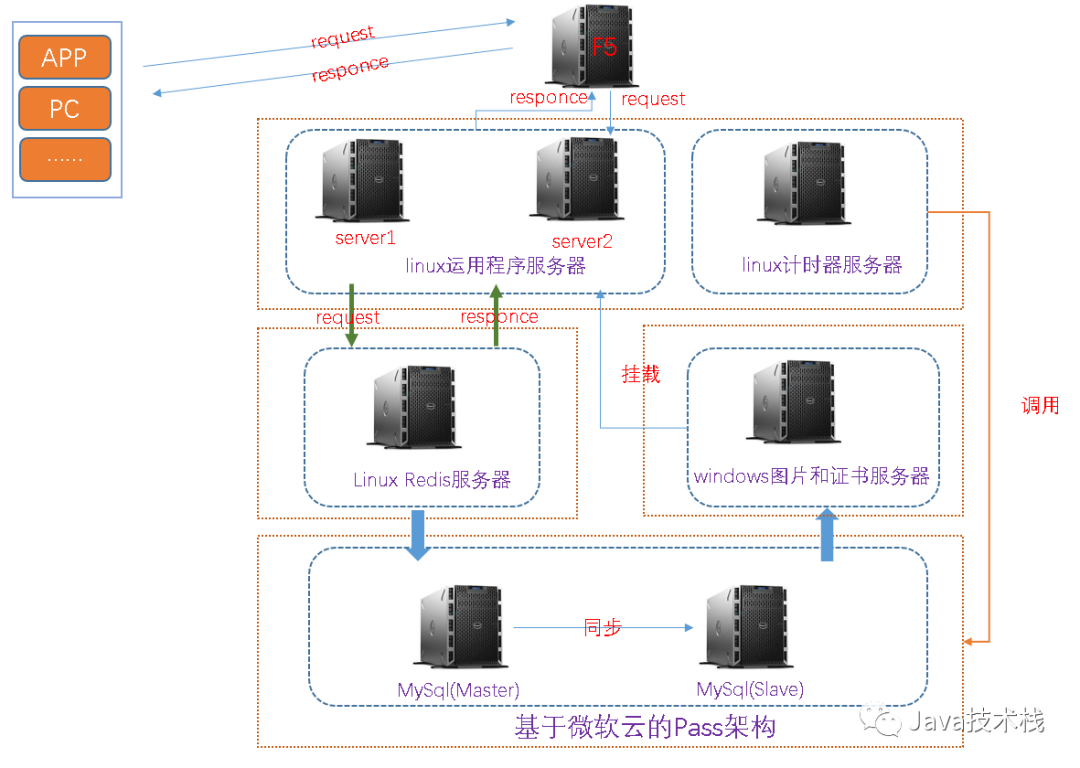 APP
PC
……
request
responce
F5
responce
request
server1
server2
linux运用程序服务器
linux计时器服务器
request
responce
挂载
调用
Linux Redis服务器
windows图片和证书服务器
同步
MySql(Master)
MySql(Slave)
基于微软云的Pass架构
Java技术栈